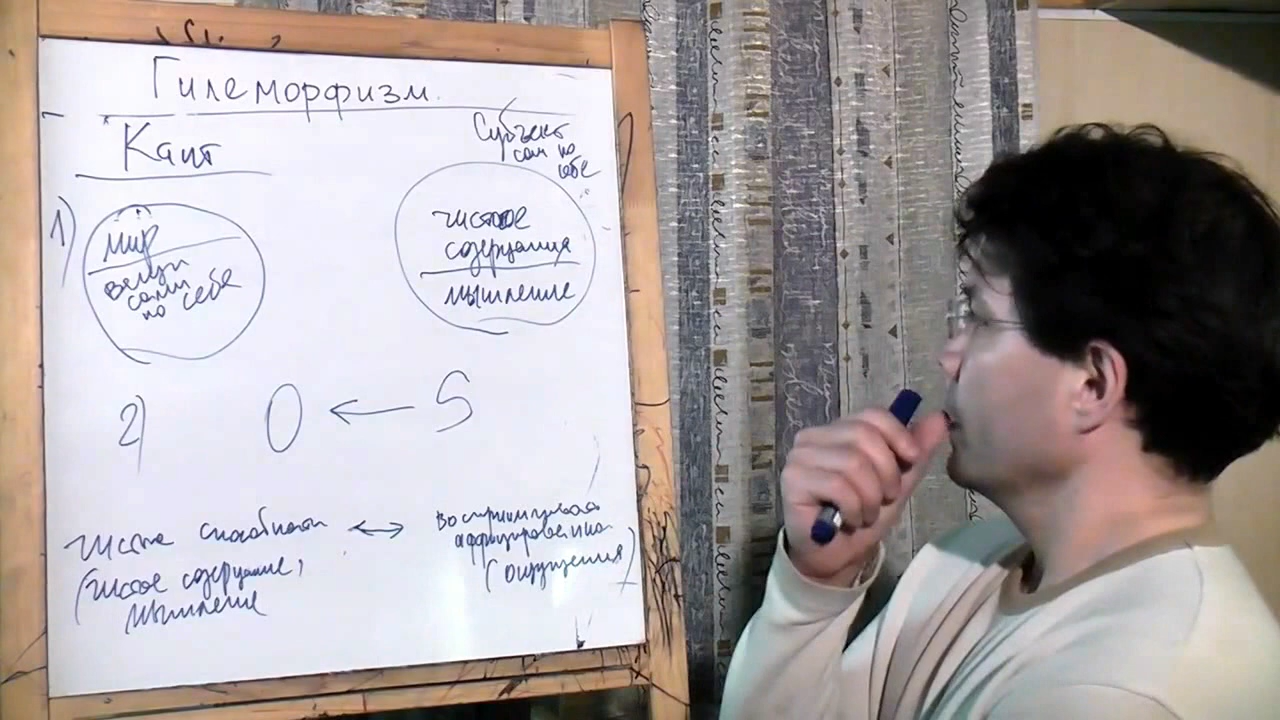 Гилеморфизм.
Кант
Субъект
сам по
себе
1)
мир
вещи
сами
по себе
чистое
созерцание
мышление
2)
O ← S
чистые способности ↔ восприимчивость
аффицирование
(чистое созерцание,
мышление
(ощущения)